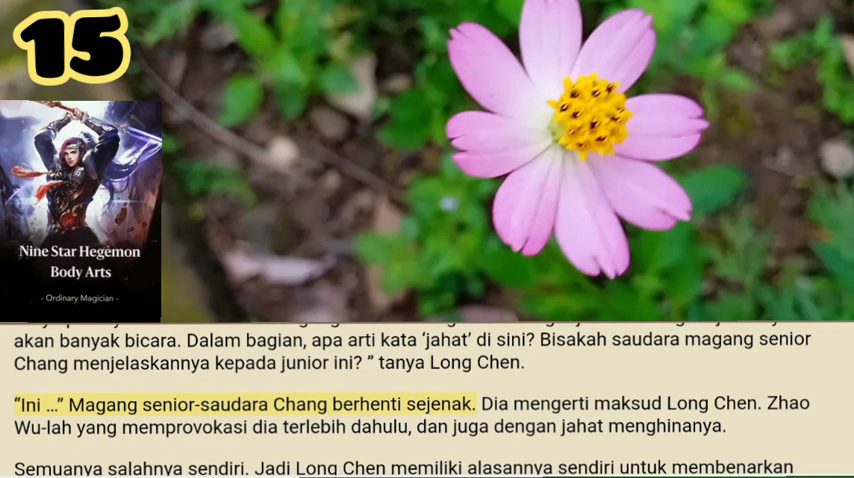 15
Nine Star Hegemon
Body Arts
- Ordinary Magician -
akan banyak bicara. Dalam bagian, apa arti kata ‘jahat’ di sini? Bisakah saudara magang senior
Chang menjelaskannya kepada junior ini? ” tanya Long Chen.
“Ini …” Magang senior-saudara Chang berhenti sejenak. Dia mengerti maksud Long Chen. Zhao
Wu-lah yang memprovokasi dia terlebih dahulu, dan juga dengan jahat menghinanya.
Semuanya salahnya sendiri. Jadi Long Chen memiliki alasannya sendiri untuk membenarkan